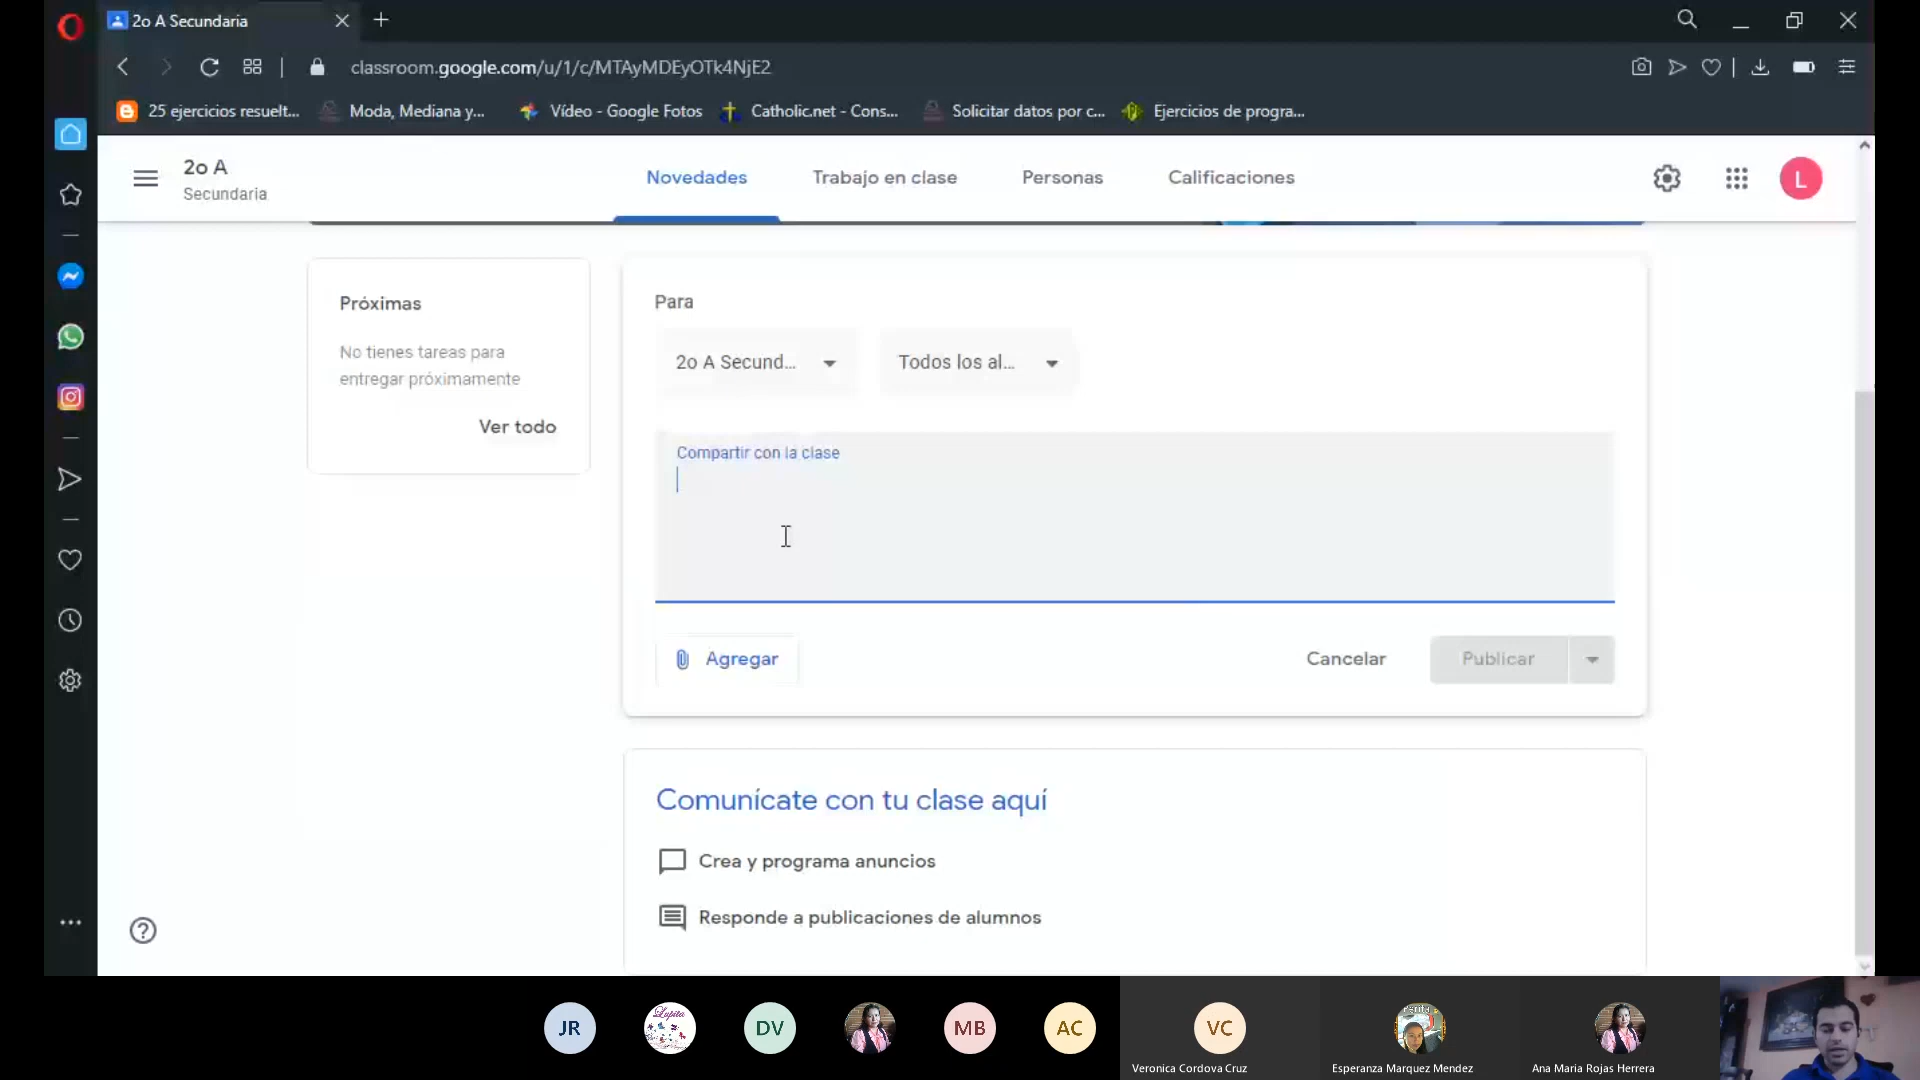 2o A Secundaria
classroom.google.com/u/1/c/MTAyMDEyOTk4NjE2
25 ejercicios resuelt...
Moda, Mediana y...
Vídeo - Google Fotos
Catholic.net - Cons...
Solicitar datos por c...
Ejercicios de progra...
2o A
Secundaria
Novedades
Trabajo en clase
Personas
Calificaciones
L
Próximas
No tienes tareas para
entregar próximamente
Ver todo
Para
2o A Secund...
Todos los al...
Compartir con la clase
Agregar
Cancelar
Publicar
Comunícate con tu clase aquí
Crea y programa anuncios
Responde a publicaciones de alumnos
JR
Lupita
DV
MB
AC
VC
Veronica Cordova Cruz
Esperanza Marquez Mendez
Ana Maria Rojas Herrera